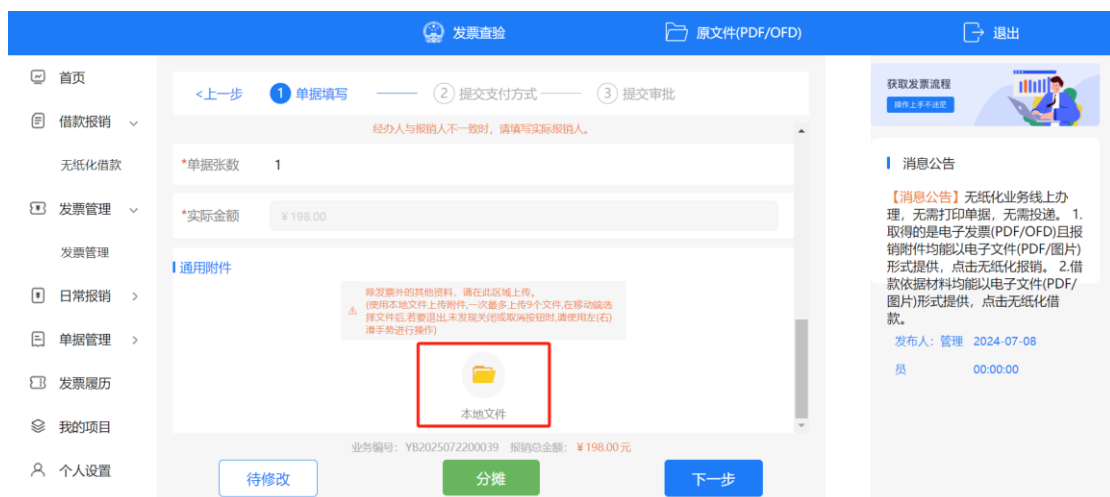 发票查验
原文件(PDF/OFD)
退出
首页
借款报销
无纸化借款
发票管理
发票管理
日常报销
单据管理
发票履历
我的项目
个人设置
<上一步
1 单据填写
2 提交支付方式
3 提交审批
经办人与报销人不一致时，请填写实际报销人。
*单据张数 1
*实际金额 ¥198.00
通用附件
除发票外的其他资料，请在此区域上传。
(使用本地文件上传附件,一次最多上传9个文件,在移动端选
择文件后,若要退出,未发现关闭或取消按钮时,请使用左(右)
滑手势进行操作)
本地文件
业务编号：YB2025072200039 报销总金额：¥198.00元
待修改
分摊
下一步
获取发票流程
操作上手不迷茫
消息公告
【消息公告】无纸化业务线上办
理，无需打印单据，无需投递。 1.
取得的是电子发票(PDF/OFD)且报
销附件均能以电子文件(PDF/图片)
形式提供，点击无纸化报销。 2.借
款依据材料均能以电子文件(PDF/
图片)形式提供，点击无纸化借
款。
发布人：管理 2024-07-08
员 00:00:00